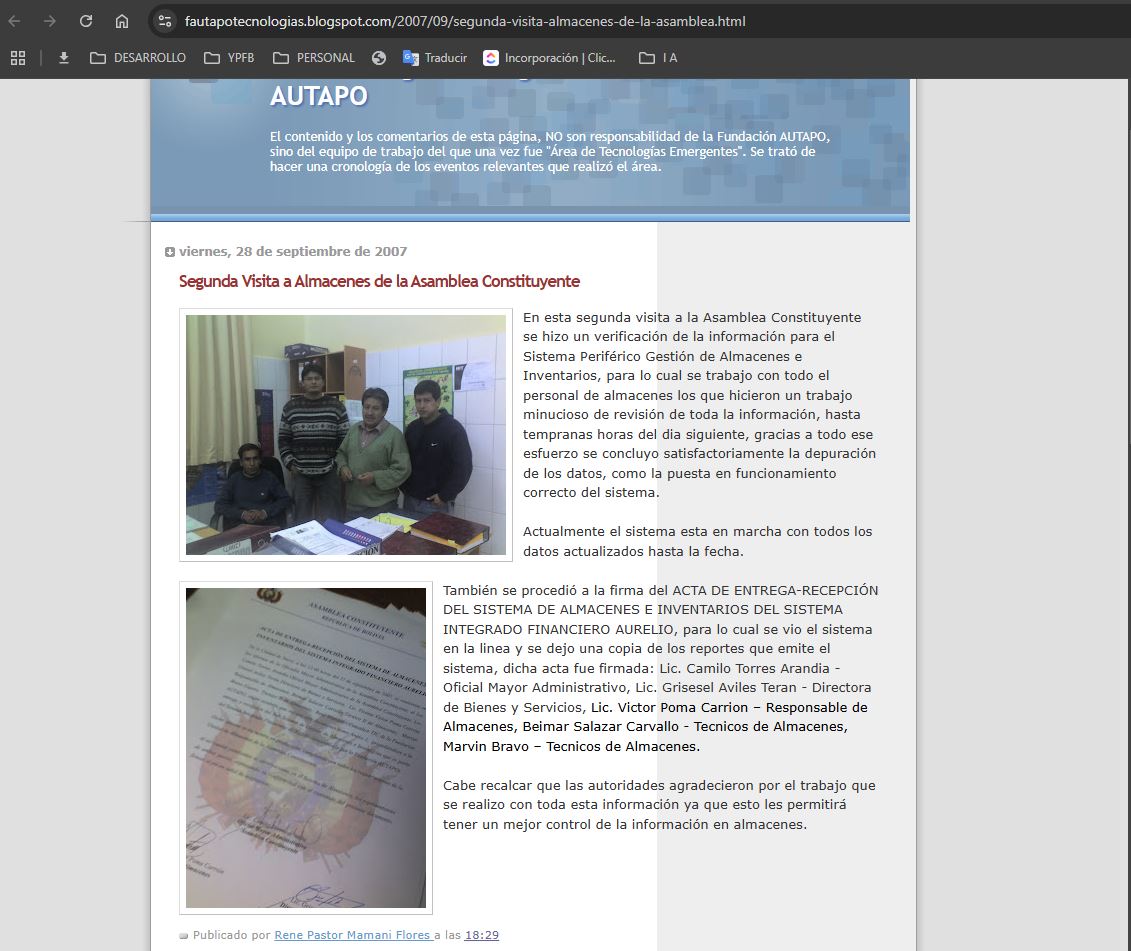 fautapotecnologias.blogspot.com/2007/09/segunda-visita-almacenes-de-la-asamblea.html
DESARROLLO YPFB PERSONAL Traducir Incorporación | Clic... I A
AUTAPO
El contenido y los comentarios de esta página, NO son responsabilidad de la Fundación AUTAPO,
sino del equipo de trabajo del que una vez fue "Área de Tecnologías Emergentes". Se trató de
hacer una cronología de los eventos relevantes que realizó el área.
viernes, 28 de septiembre de 2007
Segunda Visita a Almacenes de la Asamblea Constituyente
En esta segunda visita a la Asamblea Constituyente
se hizo un verificación de la información para el
Sistema Periférico Gestión de Almacenes e
Inventarios, para lo cual se trabajo con todo el
personal de almacenes los que hicieron un trabajo
minucioso de revisión de toda la información, hasta
tempranas horas del dia siguiente, gracias a todo ese
esfuerzo se concluyo satisfactoriamente la depuración
de los datos, como la puesta en funcionamiento
correcto del sistema.
Actualmente el sistema esta en marcha con todos los
datos actualizados hasta la fecha.
ASAMBLEA CONSTITUYENTE
REPUBLICA DE BOLIVIA
ACTA DE ENTREGA-RECEPCIÓN DEL SISTEMA DE ALMACENES
INVENTARIOS DEL SISTEMA INTEGRADO FINANCIERO AURELIO
También se procedió a la firma del ACTA DE ENTREGA-RECEPCIÓN
DEL SISTEMA DE ALMACENES E INVENTARIOS DEL SISTEMA
INTEGRADO FINANCIERO AURELIO, para lo cual se vio el sistema
en la linea y se dejo una copia de los reportes que emite el
sistema, dicha acta fue firmada: Lic. Camilo Torres Arandia -
Oficial Mayor Administrativo, Lic. Grisesel Aviles Teran - Directora
de Bienes y Servicios, Lic. Victor Poma Carrion – Responsable de
Almacenes, Beimar Salazar Carvallo - Tecnicos de Almacenes,
Marvin Bravo – Tecnicos de Almacenes.
Cabe recalcar que las autoridades agradecieron por el trabajo que
se realizo con toda esta información ya que esto les permitirá
tener un mejor control de la información en almacenes.
Publicado por Rene Pastor Mamani Flores a las 18:29